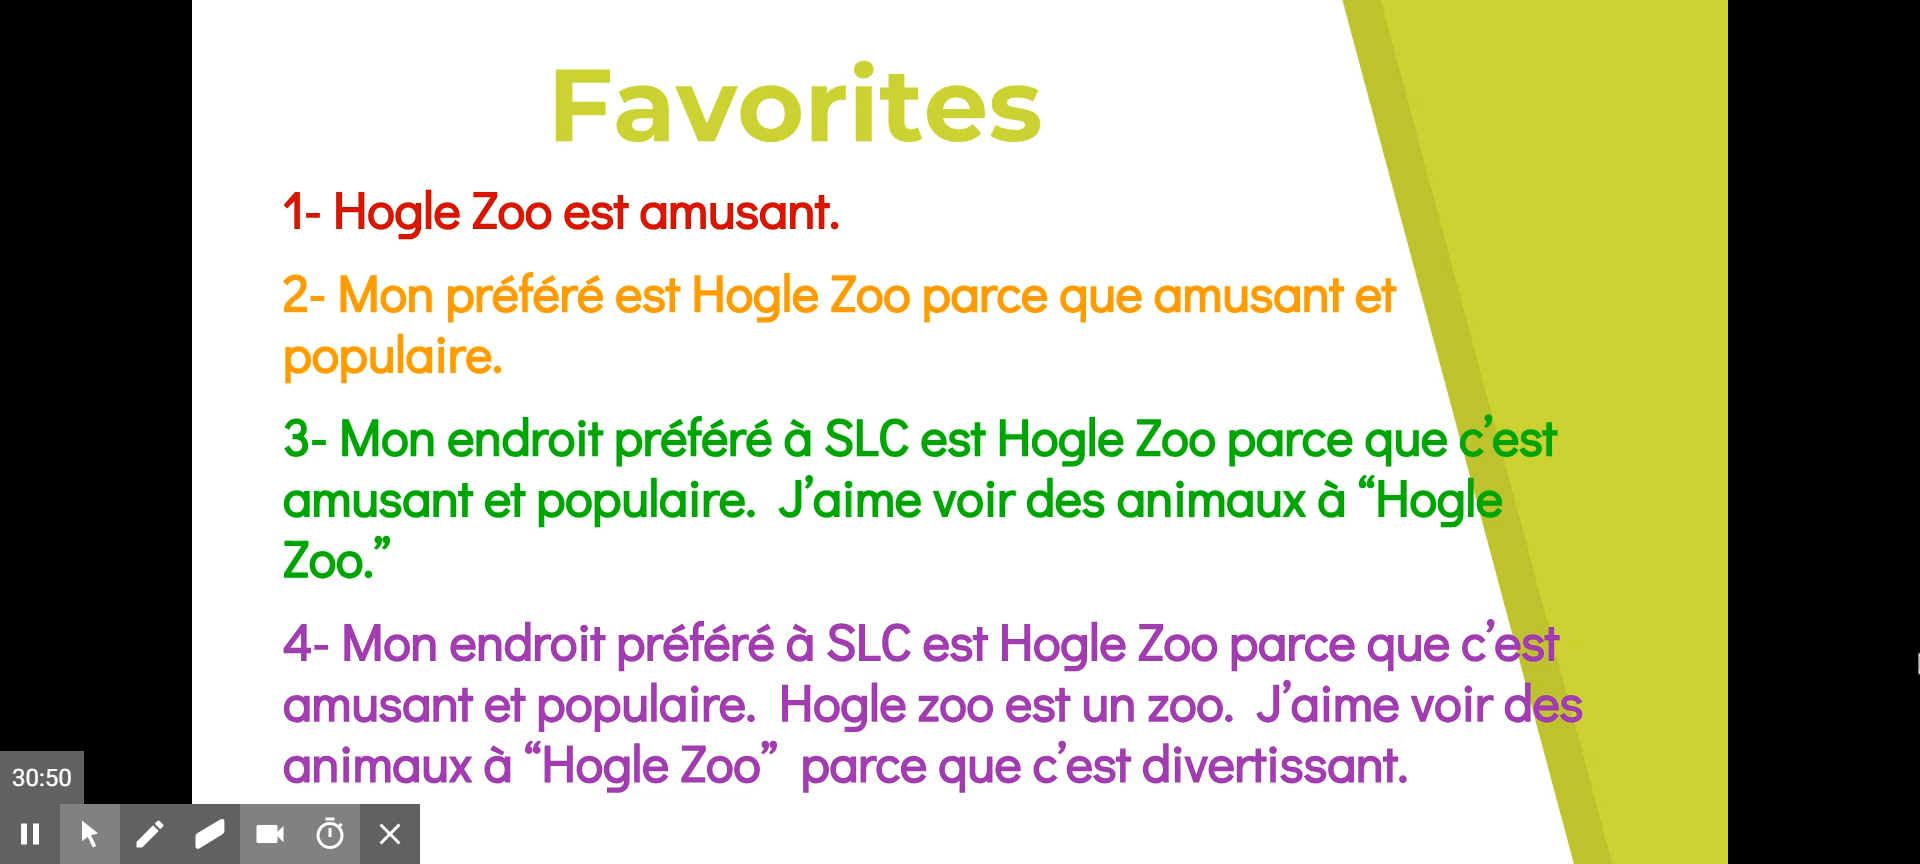 Favorites
1- Hogle Zoo est amusant.
2- Mon préféré est Hogle Zoo parce que amusant et
populaire.
3- Mon endroit préféré à SLC est Hogle Zoo parce que c’est
amusant et populaire.  J’aime voir des animaux à “Hogle
Zoo.”
4- Mon endroit préféré à SLC est Hogle Zoo parce que c’est
amusant et populaire.  Hogle zoo est un zoo.  J’aime voir des
animaux à “Hogle Zoo”  parce que c’est divertissant.
30:50